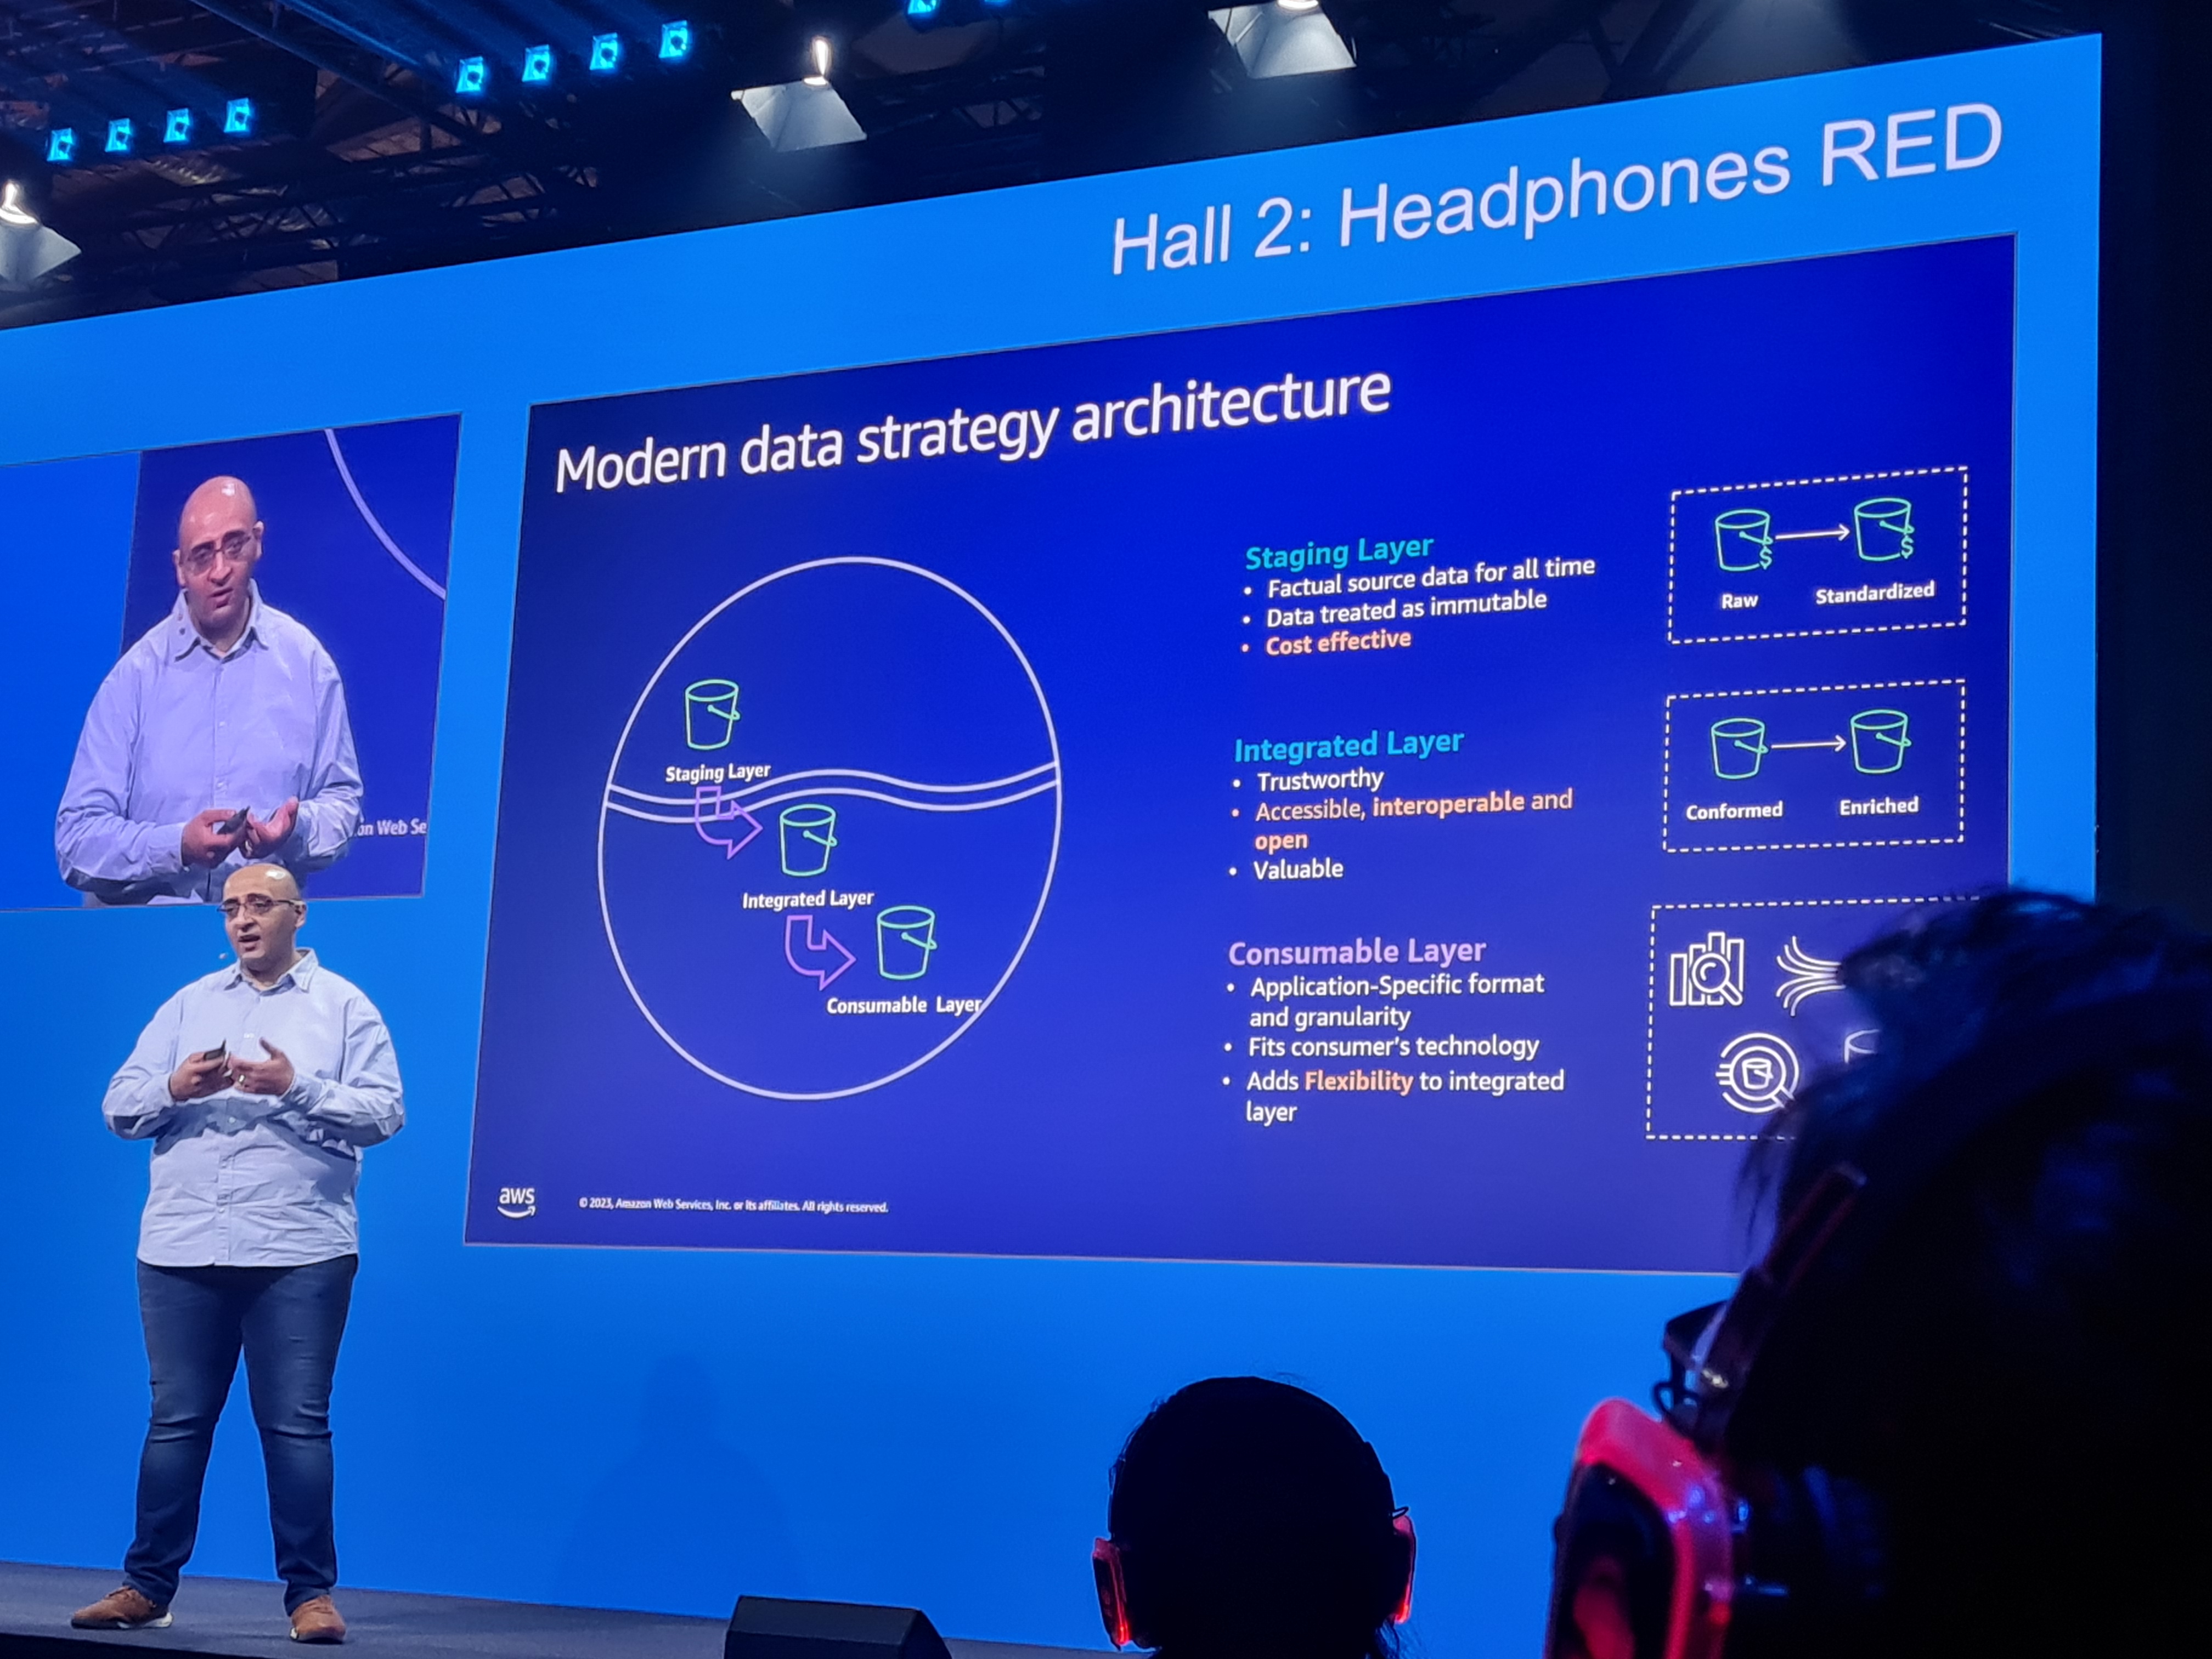 Hall 2: Headphones RED
Modern data strategy architecture
Staging Layer
Integrated Layer
Consumable Layer
Staging Layer
• Factual source data for all time
• Data treated as immutable
• Cost effective
Raw
Standardized
Integrated Layer
• Trustworthy
• Accessible, interoperable and
open
• Valuable
Conformed
Enriched
Consumable Layer
• Application-Specific format
and granularity
• Fits consumer's technology
• Adds Flexibility to integrated
layer
aws
© 2023, Amazon Web Services, Inc. or its affiliates. All rights reserved.
on Web Se